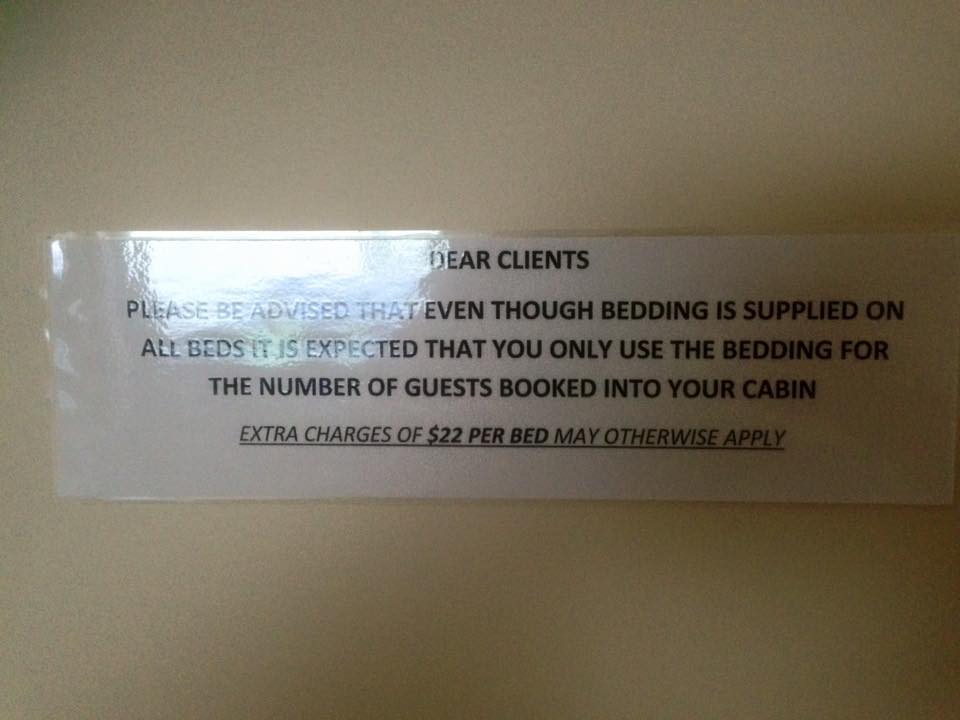 DEAR CLIENTS
PLEASE BE ADVISED THAT EVEN THOUGH BEDDING IS SUPPLIED ON
ALL BEDS IT IS EXPECTED THAT YOU ONLY USE THE BEDDING FOR
THE NUMBER OF GUESTS BOOKED INTO YOUR CABIN
EXTRA CHARGES OF $22 PER BED MAY OTHERWISE APPLY